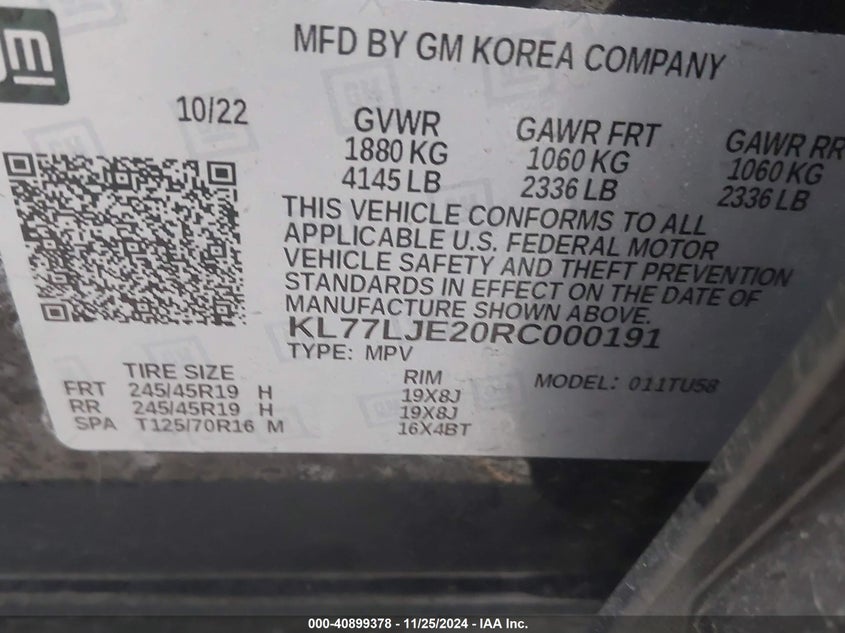 gm
MFD BY GM KOREA COMPANY
10/22
GVWR GAWR FRT GAWR RR
1880 KG 1060 KG 1060 KG
4145 LB 2336 LB 2336 LB
THIS VEHICLE CONFORMS TO ALL
APPLICABLE U.S. FEDERAL MOTOR
VEHICLE SAFETY AND THEFT PREVENTION
STANDARDS IN EFFECT ON THE DATE OF
MANUFACTURE SHOWN ABOVE.
KL77LJE20RC000191
TYPE: MPV
TIRE SIZE RIM MODEL: 011TU58
FRT 245/45R19 H 19X8J
RR 245/45R19 H 19X8J
SPA T125/70R16 M 16X4BT
000-40899378 - 11/25/2024 - IAA Inc.